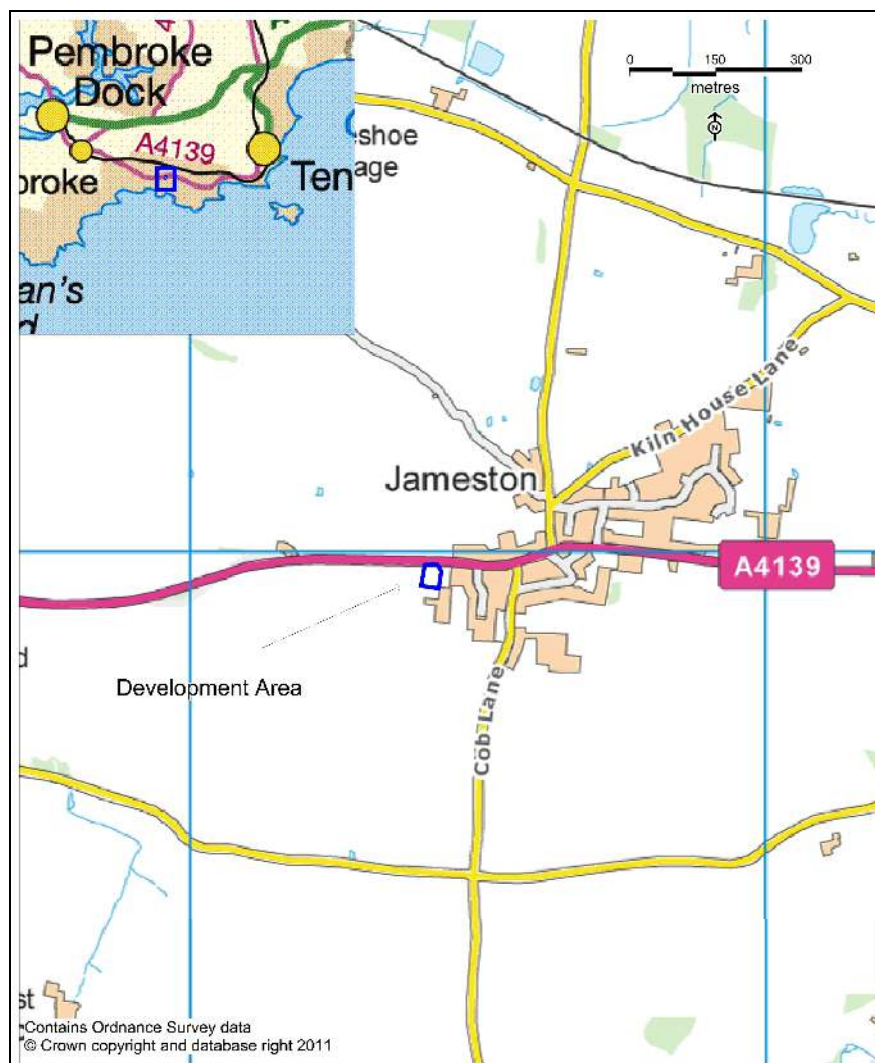 Pembroke
Dock
A4139
Ten
broke
an's
d
0 150 300
metres
N
eshoe
age
Kiln House Lane
Jameston
A4139
d
Development Area
Cob Lane
st
Contains Ordnance Survey data
© Crown copyright and database right 2011